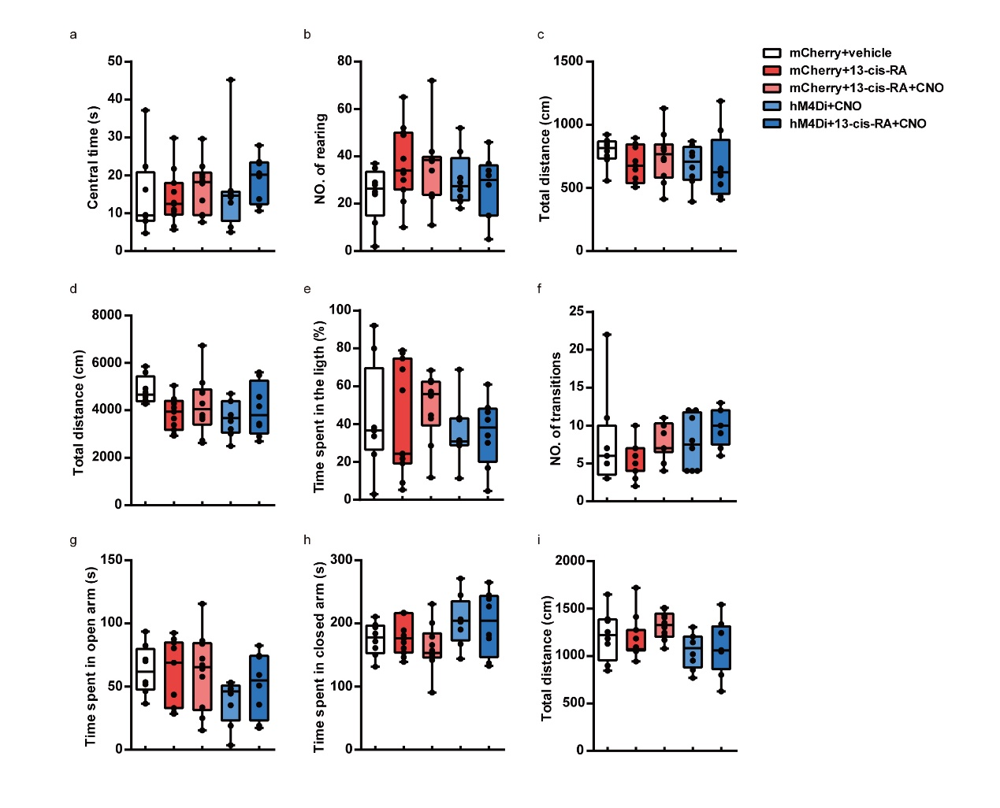 a
b
c
mCherry+vehicle
mCherry+13-cis-RA
mCherry+13-cis-RA+CNO
hM4Di+CNO
hM4Di+13-cis-RA+CNO
Central time (s)
50
40
30
20
10
0
NO. of rearing
80
60
40
20
0
Total distance (cm)
1500
1000
500
0
d
e
f
Total distance (cm)
8000
6000
4000
2000
0
Time spent in the ligth (%)
100
80
60
40
20
0
NO. of transitions
25
20
15
10
5
0
g
h
i
Time spent in open arm (s)
150
100
50
0
Time spent in closed arm (s)
300
200
100
0
Total distance (cm)
2000
1500
1000
500
0